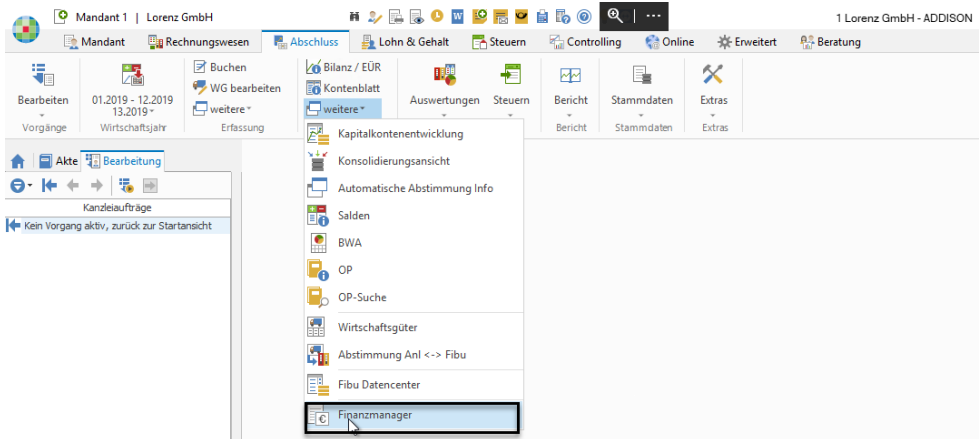 Mandant 1 | Lorenz GmbH
1 Lorenz GmbH - ADDISON
Mandant Rechnungswesen Abschluss Lohn & Gehalt Steuern Controlling Online Erweitert Beratung
Bearbeiten
Vorgänge
01.2019 - 12.2019
13.2019
Wirtschaftsjahr
Buchen
WG bearbeiten
weitere
Erfassung
Bilanz / EÜR
Kontenblatt
weitere
Auswertungen
Steuern
Bericht
Bericht
Stammdaten
Stammdaten
Extras
Extras
Akte Bearbeitung
Kanzleiaufträge
Kein Vorgang aktiv, zurück zur Startansicht
Kapitalkontenentwicklung
Konsolidierungsansicht
Automatische Abstimmung Info
Salden
BWA
OP
OP-Suche
Wirtschaftsgüter
Abstimmung Anl <-> Fibu
Fibu Datencenter
Finanzmanager